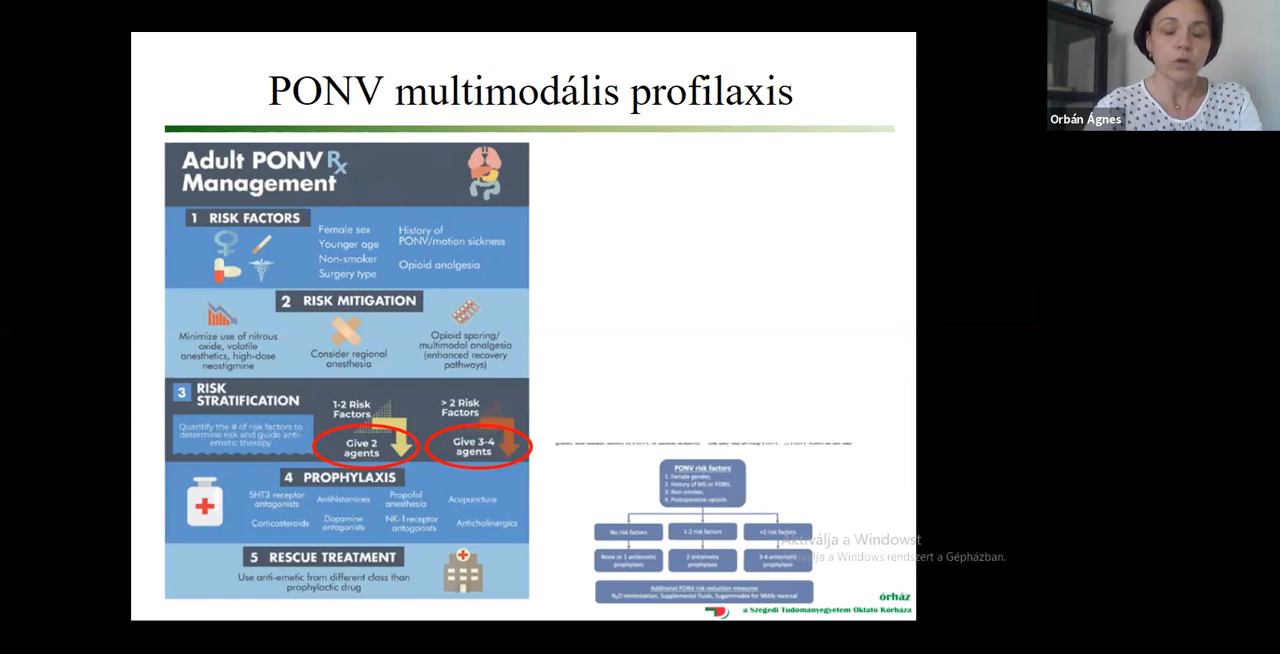 PONV multimodális profilaxis
Orbán Ágnes
Adult PONV Rx
Management
1 RISK FACTORS
Female sex
Younger age
Non-smoker
Surgery type
History of
PONV/motion sickness
Opioid analgesia
2 RISK MITIGATION
Minimize use of nitrous
oxide, volatile
anesthetics, high-dose
neostigmine
Consider regional
anesthesia
Opioid sparing/
multimodal analgesia
(enhanced recovery
pathways)
3 RISK
STRATIFICATION
Quantify the # of risk factors to
determine risk and guide anti-
emetic therapy
1-2 Risk
Factors
Give 2
agents
> 2 Risk
Factors
Give 3-4
agents
4 PROPHYLAXIS
5HT3 receptor
antagonists
Antihistamines
Propofol
anesthesia
Acupuncture
Corticosteroids
Dopamine
antagonists
NK-1 receptor
antagonists
Anticholinergics
5 RESCUE TREATMENT
Use anti-emetic from different class than
prophylactic drug
PONV risk factors
1. Female gender,
2. History of MS or PONV,
3. Non-smoker,
4. Postoperative opioids
No risk factors
1-2 risk factors
>2 risk factors
None or 1 antiemetic
prophylaxis
2 antiemetic
prophylaxis
3-4 antiemetic
prophylaxis
Additional PONV risk reduction measures
N₂O minimization, Supplemental fluids, Sugammadex for NMB reversal
Aktiválja a Windowst
a Windows rendszert a Gépházban.
órház
a Szegedi Tudományegyetem Oktató Kórháza